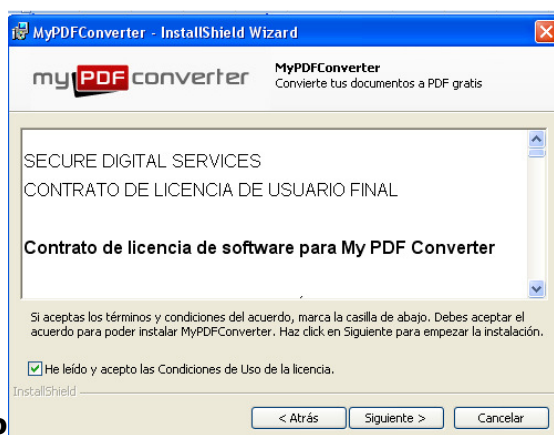 MyPDFConverter - InstallShield Wizard
my PDF converter
MyPDFConverter
Convierte tus documentos a PDF gratis
SECURE DIGITAL SERVICES
CONTRATO DE LICENCIA DE USUARIO FINAL
Contrato de licencia de software para My PDF Converter
Si aceptas los términos y condiciones del acuerdo, marca la casilla de abajo. Debes aceptar el
acuerdo para poder instalar MyPDFConverter. Haz click en Siguiente para empezar la instalación.
He leído y acepto las Condiciones de Uso de la licencia.
InstallShield
< Atrás
Siguiente >
Cancelar